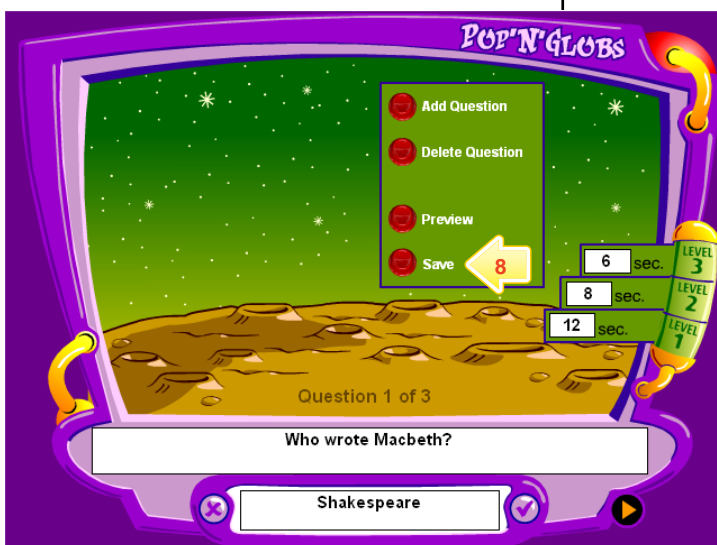 POP'N'GLOBS
Add Question
Delete Question
Preview
Save
8
6 sec.
LEVEL 3
8 sec.
LEVEL 2
12 sec.
LEVEL 1
Question 1 of 3
Who wrote Macbeth?
Shakespeare